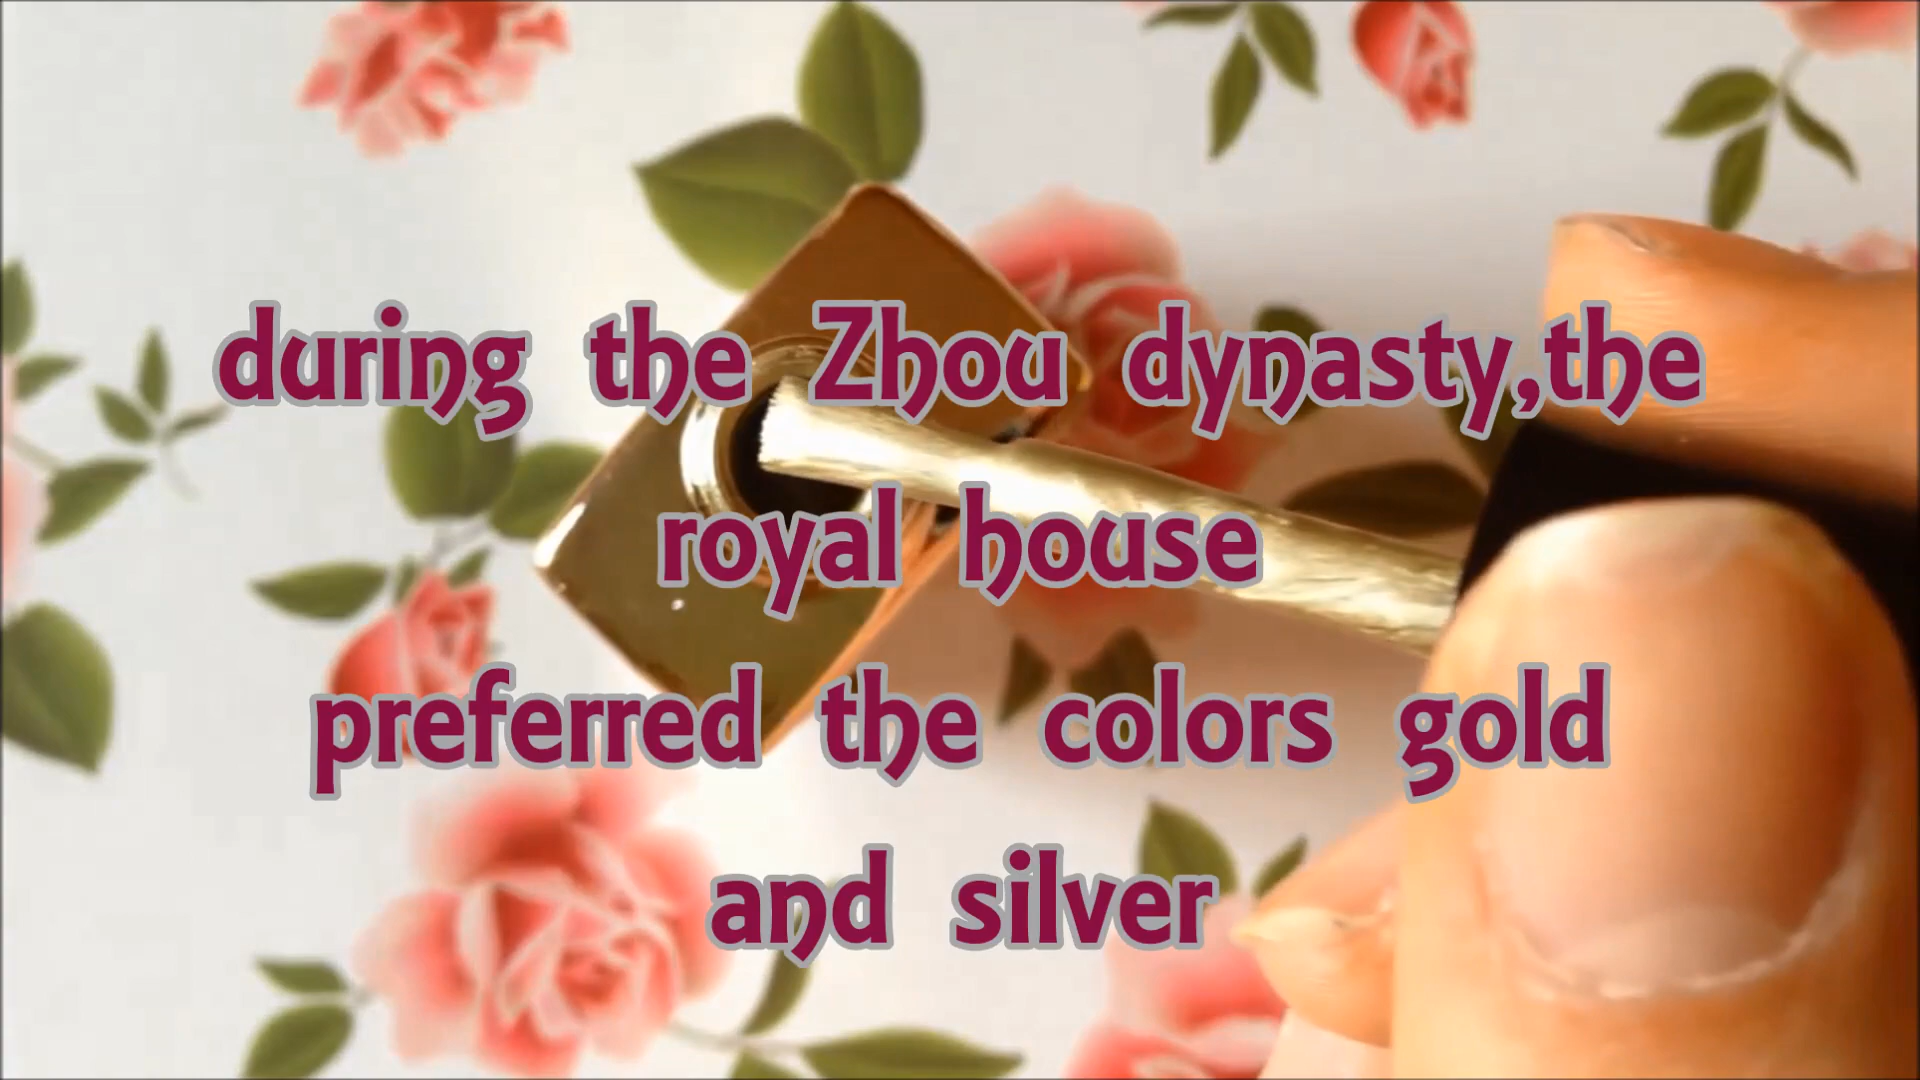 during the Zhou dynasty,the
royal house
preferred the colors gold
and silver